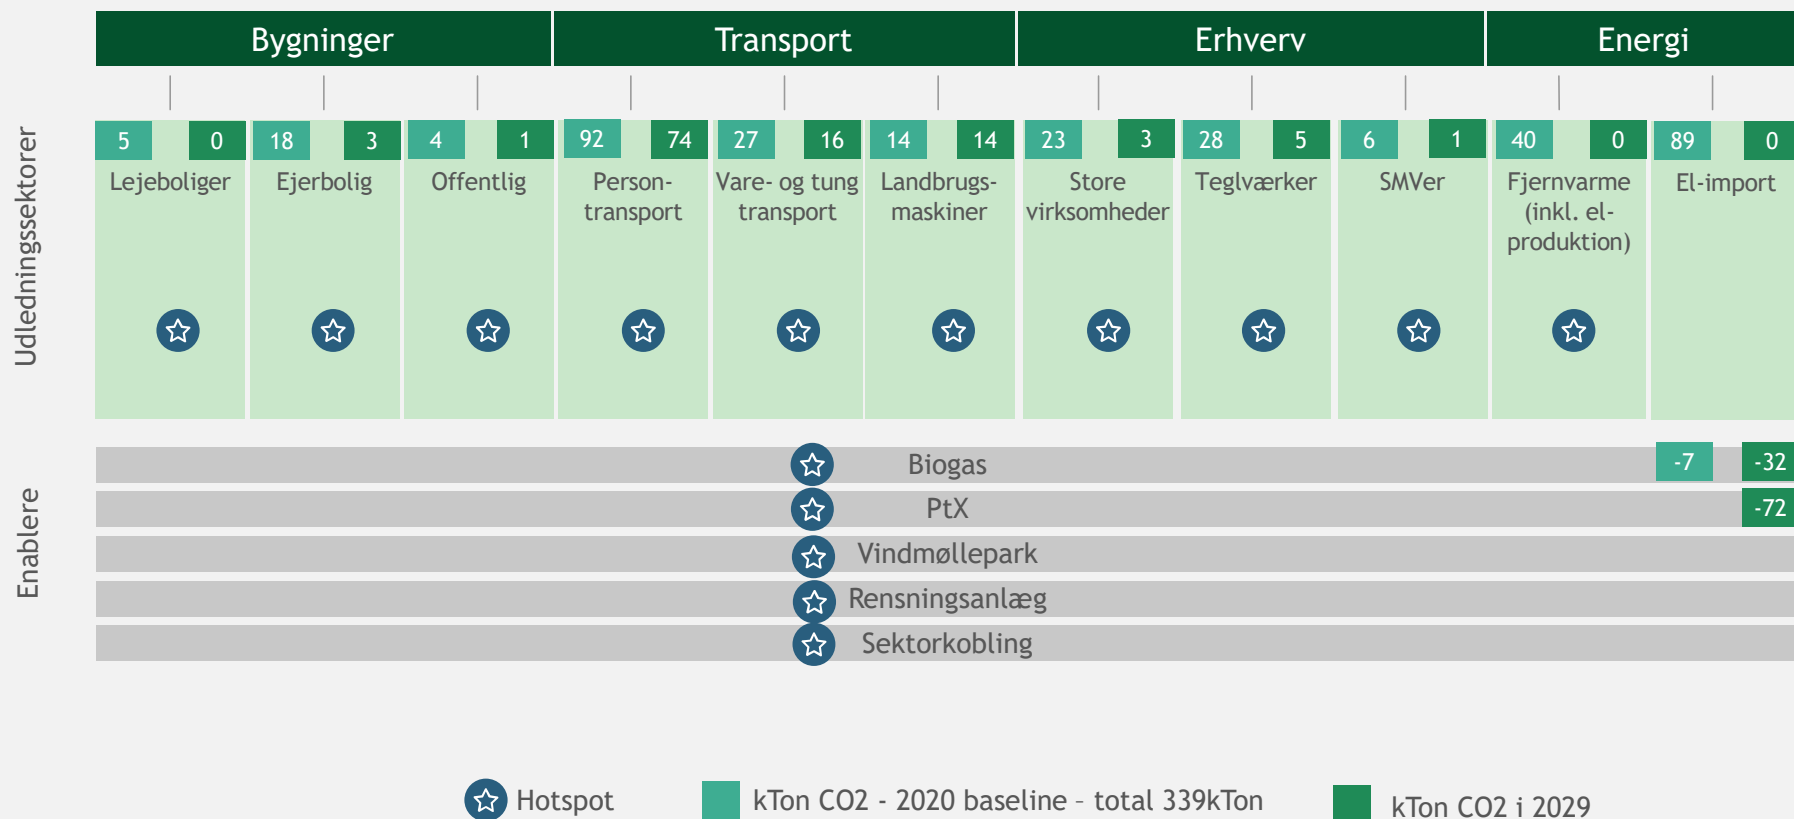 Bygninger
Transport
Erhverv
Energi
Udledningssektorer
5 0
18 3
4 1
92 74
27 16
14 14
23 3
28 5
6 1
40 0
89 0
Lejeboliger
Ejerbolig
Offentlig
Person-
transport
Vare- og tung
transport
Landbrugs-
maskiner
Store
virksomheder
Teglværker
SMVer
Fjernvarme
(inkl. el-
produktion)
El-import
Enablere
Biogas
-7 -32
PtX
-72
Vindmøllepark
Rensningsanlæg
Sektorkobling
Hotspot
kTon CO2 - 2020 baseline – total 339kTon
kTon CO2 i 2029